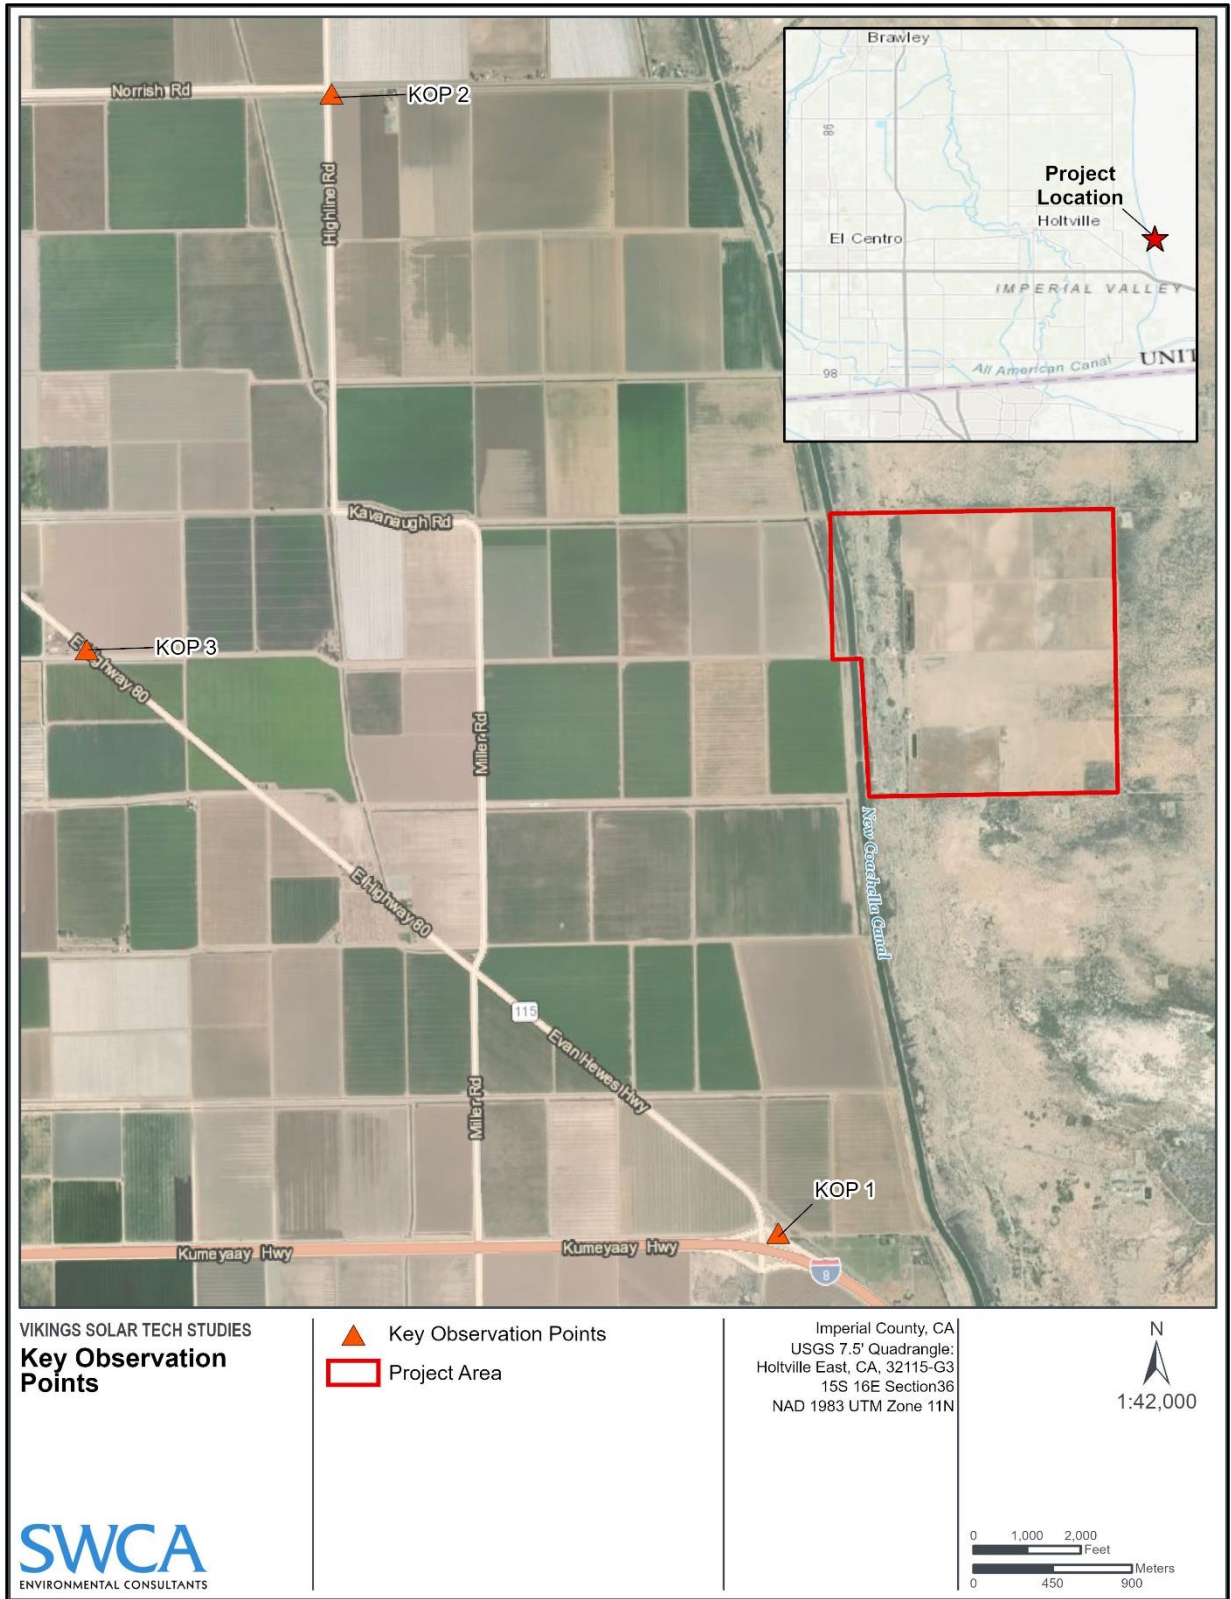 Norrish Rd
KOP 2
Highline Rd
Brawley
86
Project
Location
Holtville
El Centro
IMPERIAL VALLEY
98
All American Canal
UNIT
Kavanaugh Rd
KOP 3
E Highway 80
Miller Rd
New Coachella Canal
E Highway 80
115
Evan Hewes Hwy
Miller Rd
KOP 1
Kumeyaay Hwy
Kumeyaay Hwy
8
VIKINGS SOLAR TECH STUDIES
Key Observation
Points
Key Observation Points
Project Area
Imperial County, CA
USGS 7.5' Quadrangle:
Holtville East, CA, 32115-G3
15S 16E Section36
NAD 1983 UTM Zone 11N
N
1:42,000
0 1,000 2,000
Feet
Meters
0 450 900
SWCA
ENVIRONMENTAL CONSULTANTS